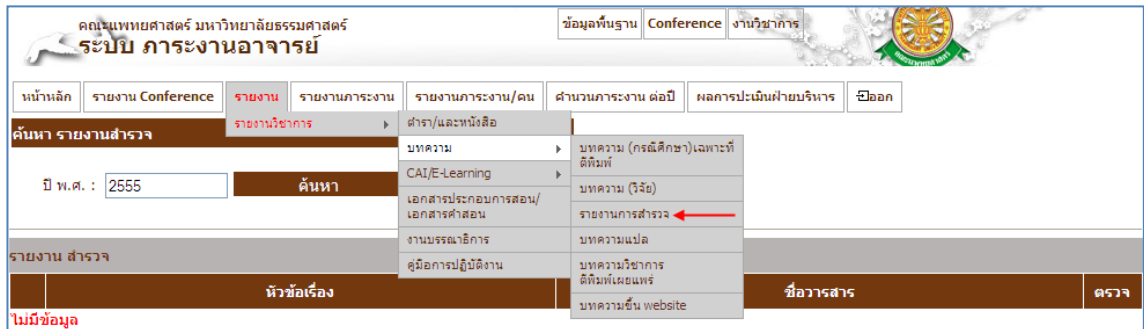 คณะแพทยศาสตร์ มหาวิทยาลัยธรรมศาสตร์
ระบบ ภาระงานอาจารย์
ข้อมูลพื้นฐาน Conference งานวิชาการ
หน้าหลัก รายงาน Conference รายงาน รายงานภาระงาน รายงานภาระงาน/คน คำนวนภาระงาน ต่อปี ผลการประเมินฝ่ายบริหาร ออก
รายงานวิชาการ
ตำรา/และหนังสือ
บทความ
CAI/E-Learning
เอกสารประกอบการสอน/
เอกสารคำสอน
งานบรรณาธิการ
คู่มือการปฏิบัติงาน
บทความ (กรณีศึกษา)เฉพาะที่
ตีพิมพ์
บทความ (วิจัย)
รายงานการสำรวจ
บทความแปล
บทความวิชาการ
ตีพิมพ์เผยแพร่
บทความขึ้น website
ค้นหา รายงานสำรวจ
ปี พ.ศ. : 2555 ค้นหา
รายงาน สำรวจ
หัวข้อเรื่อง ชื่อวารสาร ตรวจ
ไม่มีข้อมูล